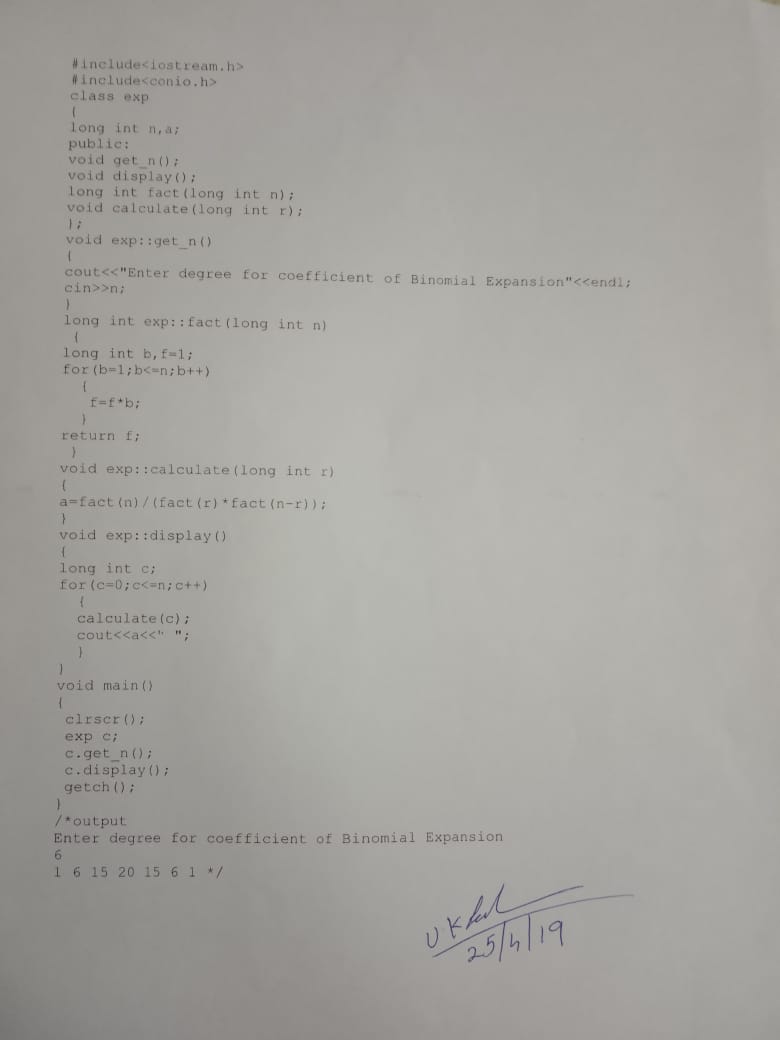 #include<iostream.h>
#include<conio.h>
class exp
{
long int n,a;
public:
void get_n();
void display();
long int fact(long int n);
void calculate(long int r);
};
void exp::get_n()
{
cout<<"Enter degree for coefficient of Binomial Expansion"<<endl;
cin>>n;
}
long int exp::fact(long int n)
{
long int b,f=1;
for(b=1;b<=n;b++)
{
f=f*b;
}
return f;
}
void exp::calculate(long int r)
{
a=fact(n)/(fact(r)*fact(n-r));
}
void exp::display()
{
long int c;
for(c=0;c<=n;c++)
{
calculate(c);
cout<<a<<" ";
}
}
void main()
{
clrscr();
exp c;
c.get_n();
c.display();
getch();
}
/*output
Enter degree for coefficient of Binomial Expansion
6
1 6 15 20 15 6 1 */
25/4/19